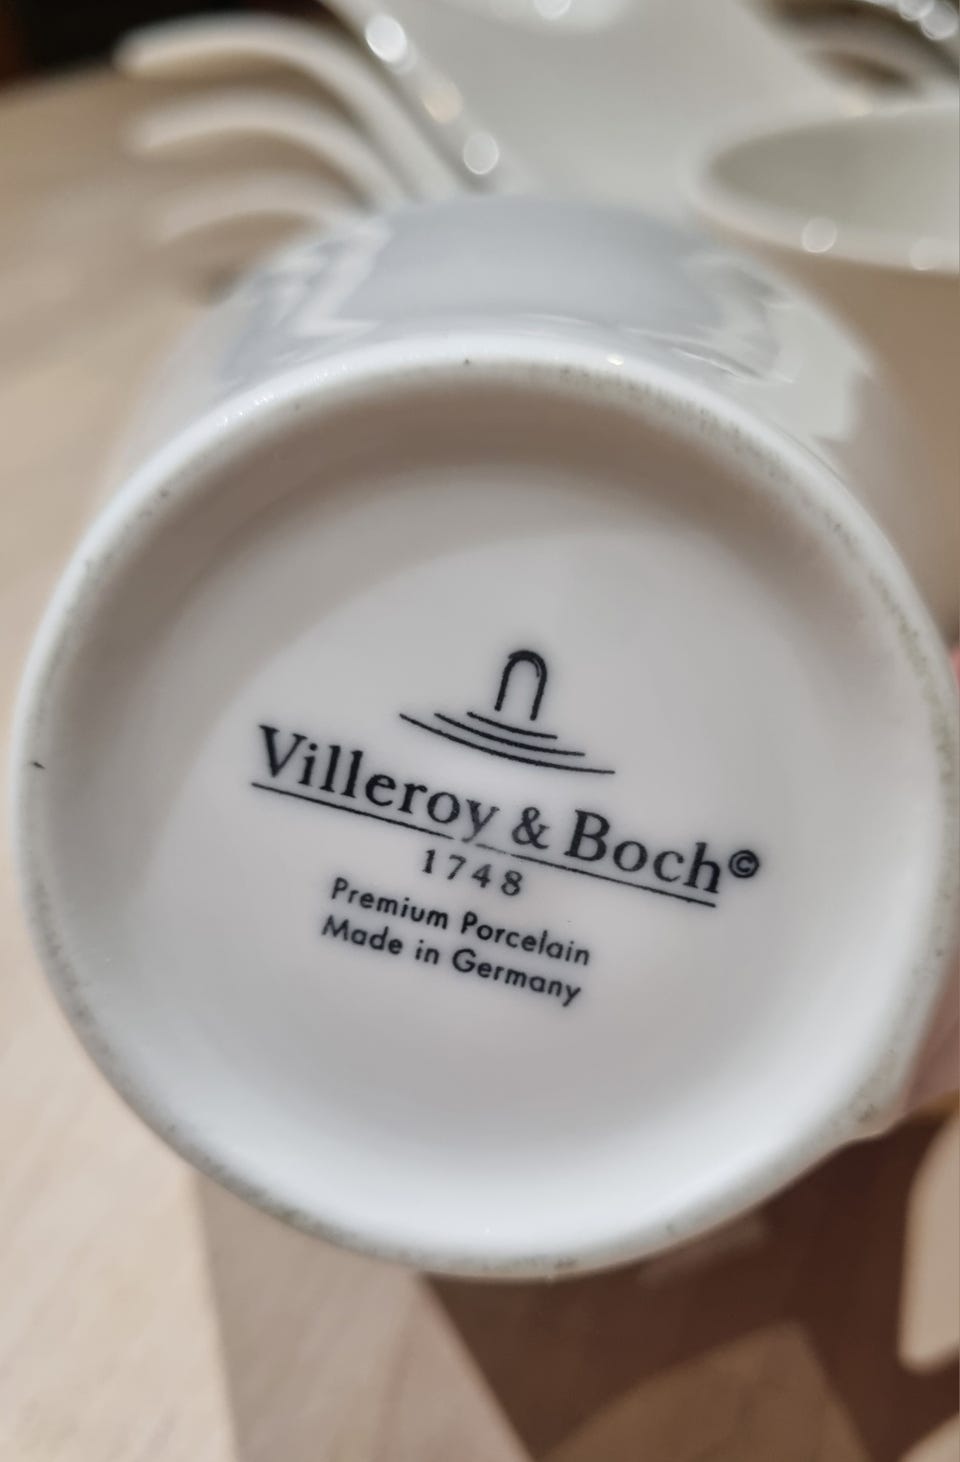 Villeroy & Boch©
1748
Premium Porcelain
Made in Germany